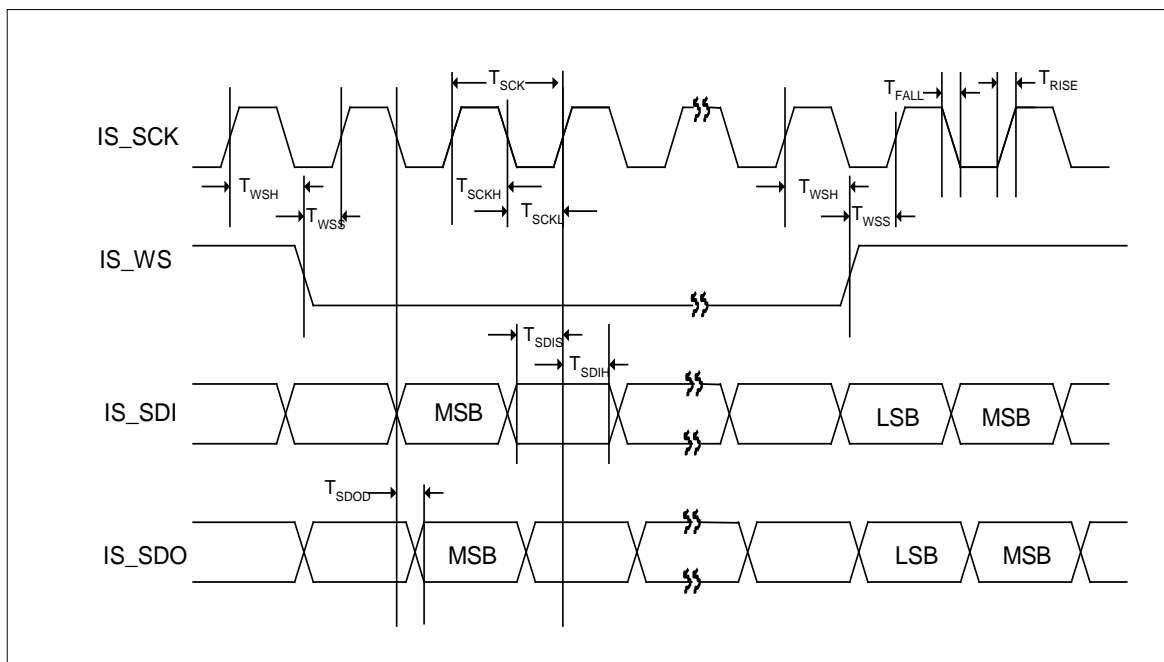 T_SCK
T_FALL
T_RISE
IS_SCK
T_WSH
T_SCKH
T_WSH
T_WSS
T_SCKL
T_WSS
IS_WS
T_SDIS
T_SDIH
IS_SDI
MSB
LSB
MSB
T_SDOD
IS_SDO
MSB
LSB
MSB